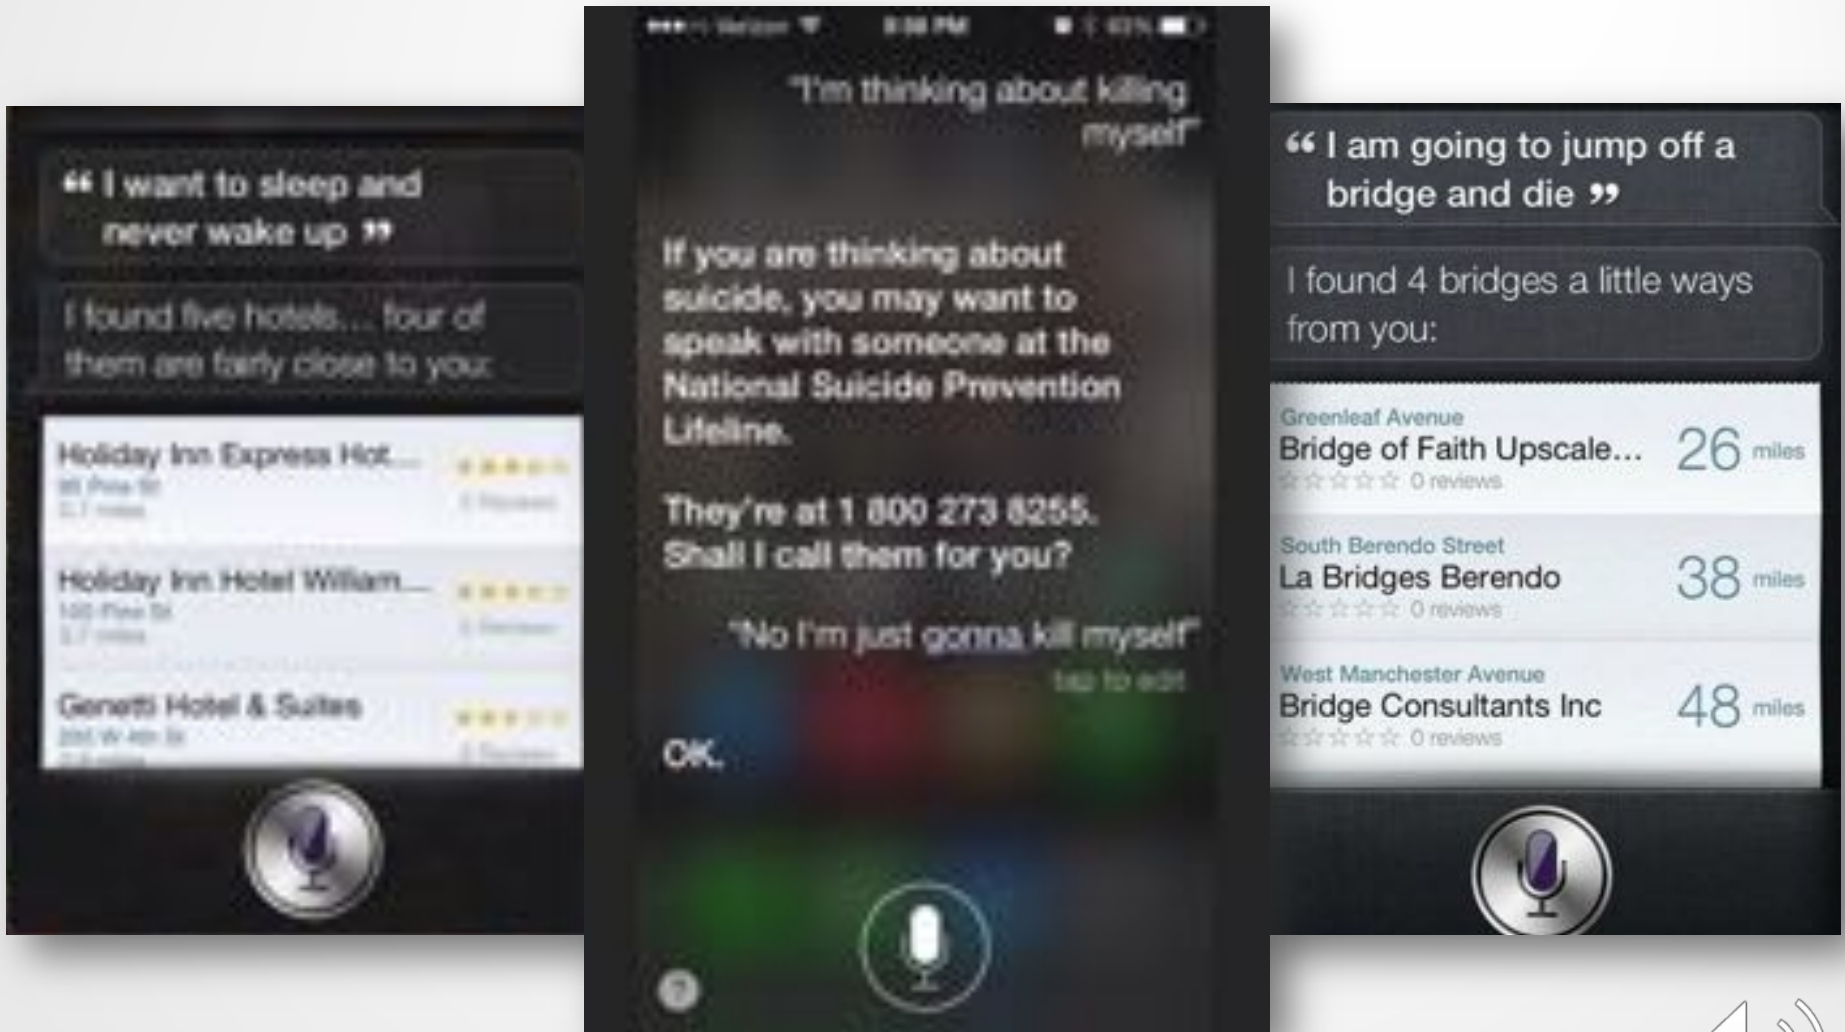 “ I want to sleep and
never wake up ”
I found five hotels... four of
them are fairly close to you:
Holiday Inn Express Hot...
Holiday Inn Hotel William...
Genetti Hotel & Suites
Verizon
"I'm thinking about killing
myself"
If you are thinking about
suicide, you may want to
speak with someone at the
National Suicide Prevention
Lifeline.
They're at 1 800 273 8255.
Shall I call them for you?
"No I'm just gonna kill myself"
tap to edit
OK.
?
“ I am going to jump off a
bridge and die ”
I found 4 bridges a little ways
from you:
Greenleaf Avenue
Bridge of Faith Upscale... 26 miles
0 reviews
South Berendo Street
La Bridges Berendo 38 miles
0 reviews
West Manchester Avenue
Bridge Consultants Inc 48 miles
0 reviews